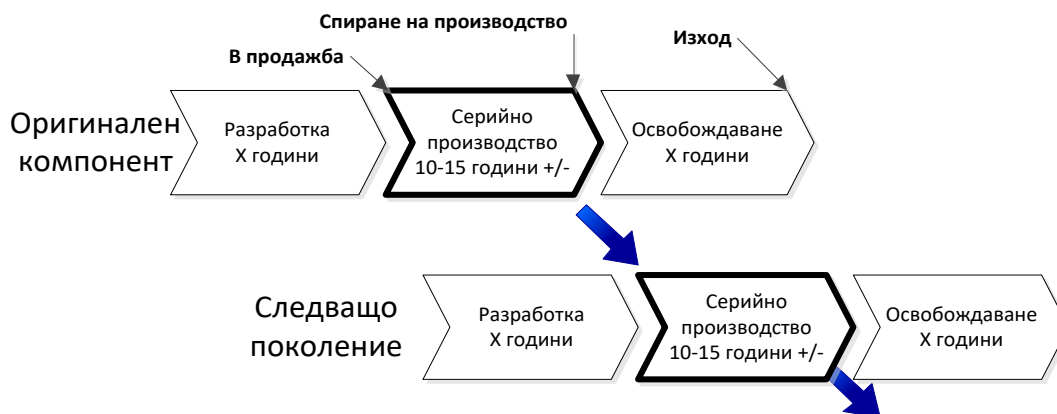 Спиране на производство
В продажба
Изход
Оригинален
компонент
Разработка
X години
Серийно
производство
10-15 години +/-
Освобождаване
X години
Следващо
поколение
Разработка
X години
Серийно
производство
10-15 години +/-
Освобождаване
X години